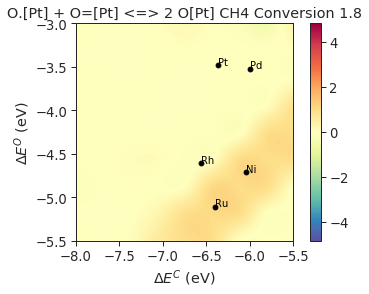 O.[Pt] + O=[Pt] <=> 2 O[Pt] CH4 Conversion 1.8
−3.0
−3.5
−4.0
−4.5
−5.0
−5.5
ΔE^O (eV)
Pt
Pd
Rh
Ni
Ru
−8.0 −7.5 −7.0 −6.5 −6.0 −5.5
ΔE^C (eV)
4
2
0
−2
−4